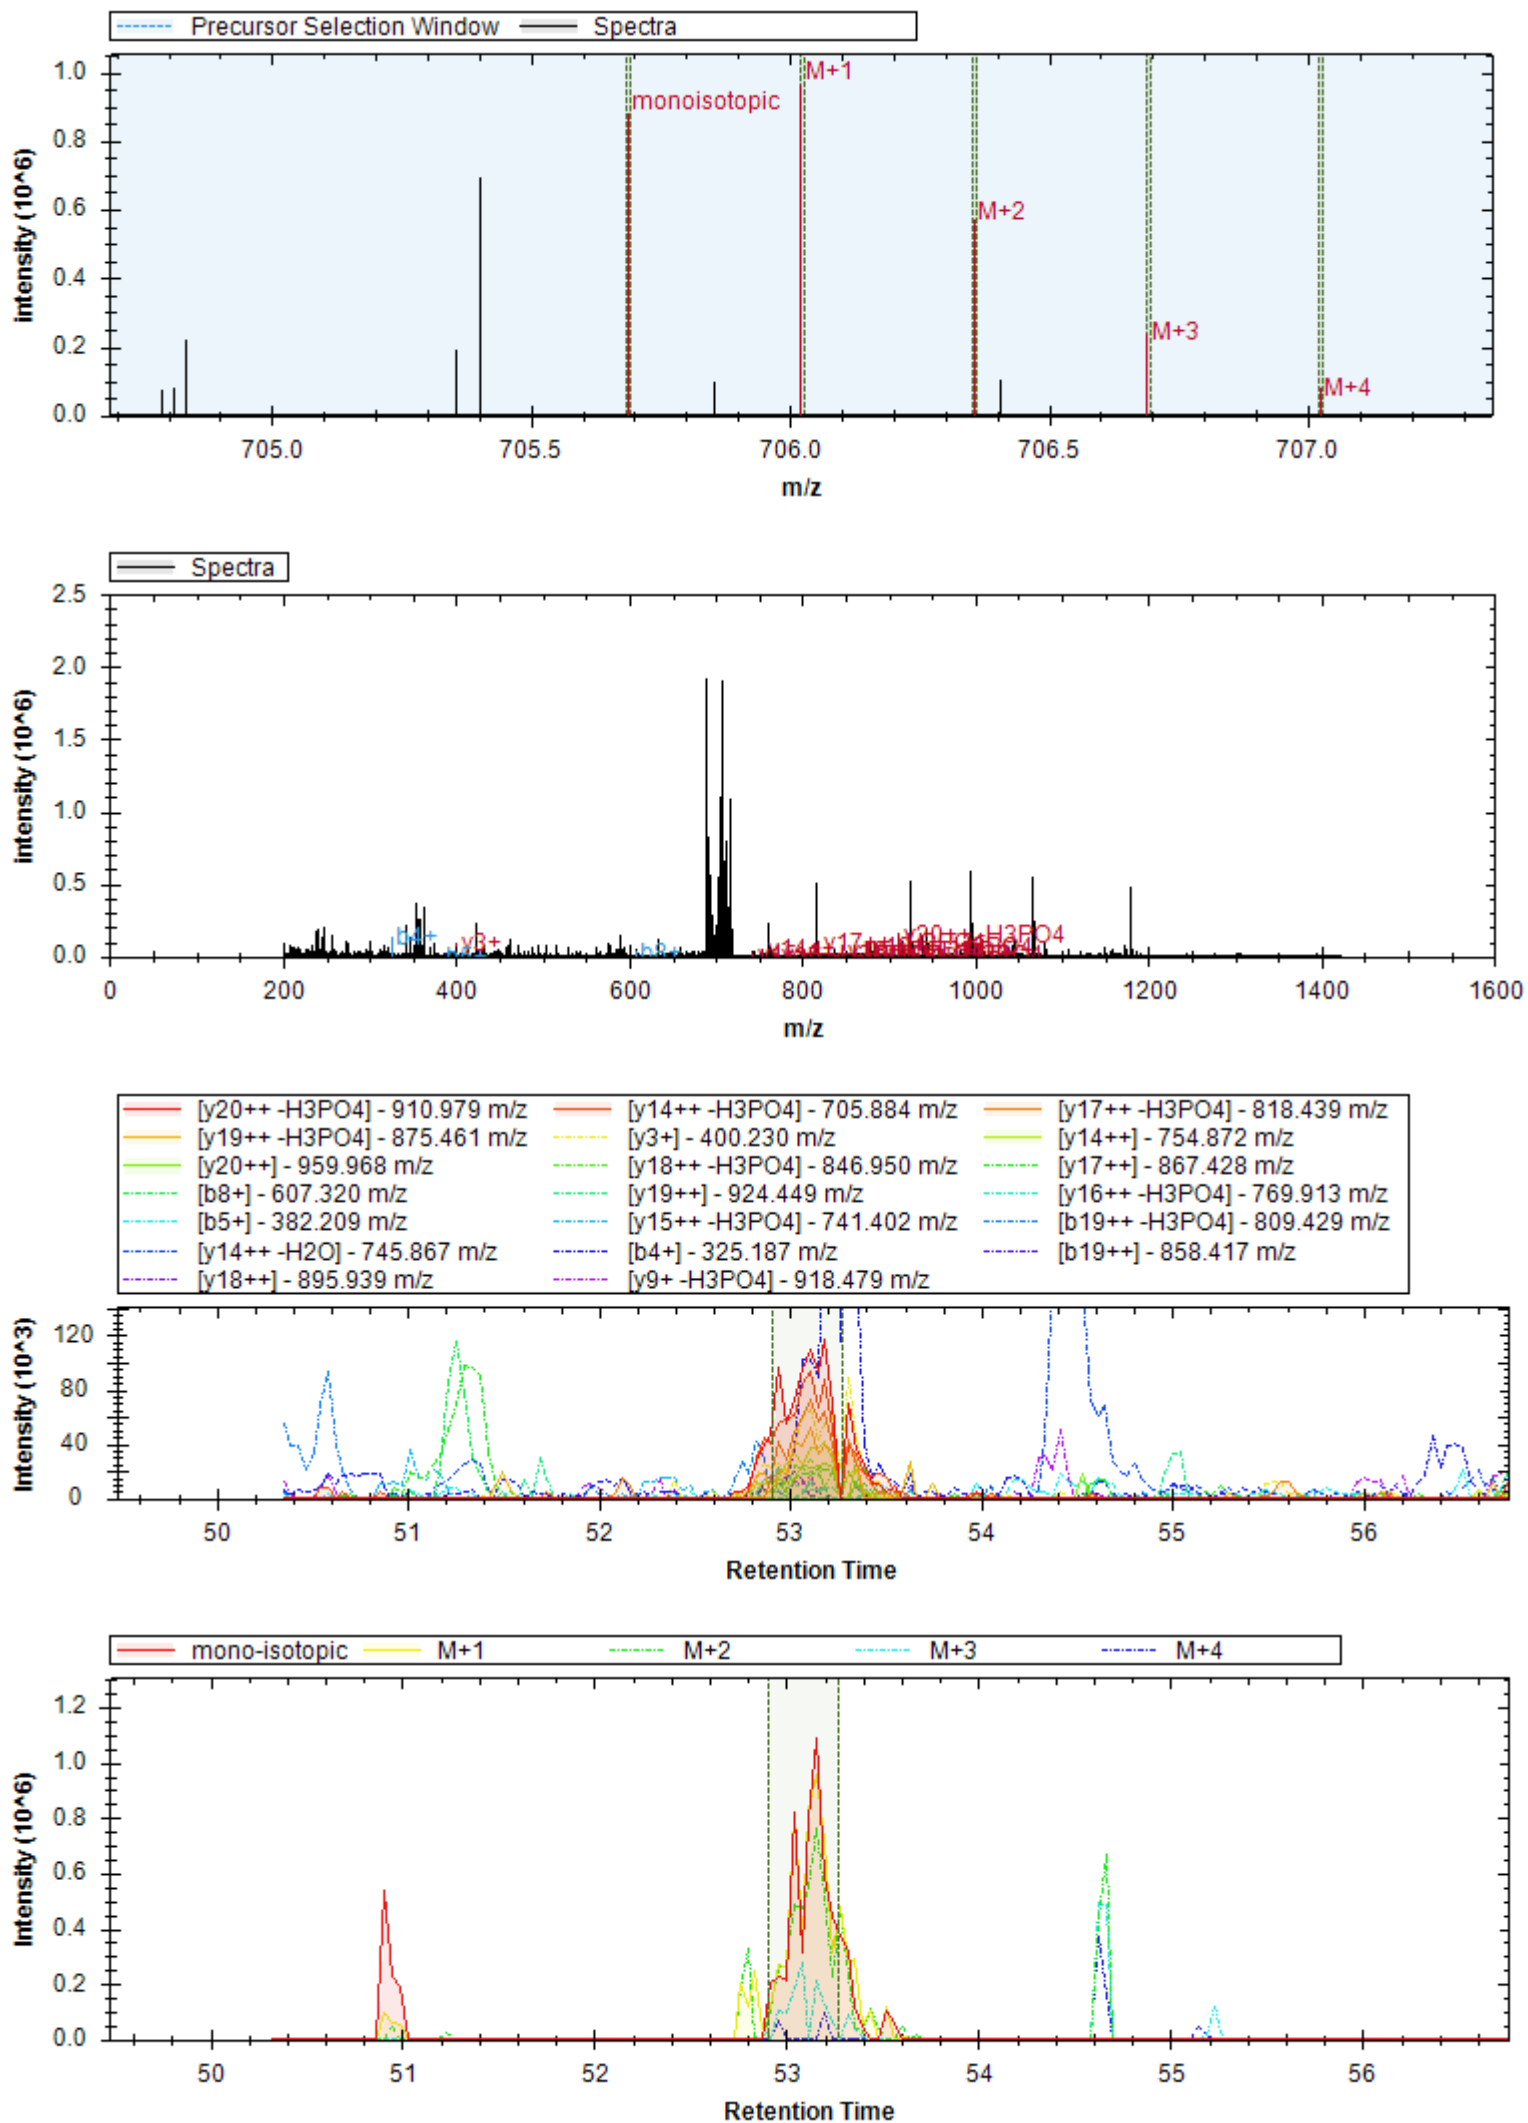 Precursor Selection Window Spectra
1.0
0.8
0.6
0.4
0.2
0.0
intensity (10^6)
monoisotopic
M+1
M+2
M+3
M+4
705.0 705.5 706.0 706.5 707.0
m/z
Spectra
2.5
2.0
1.5
1.0
0.5
0.0
intensity (10^6)
b4+
y3+
b8+
y17++
y20++ -H3PO4
0 200 400 600 800 1000 1200 1400 1600
m/z
[y20++ -H3PO4] - 910.979 m/z [y14++ -H3PO4] - 705.884 m/z [y17++ -H3PO4] - 818.439 m/z
[y19++ -H3PO4] - 875.461 m/z [y3+] - 400.230 m/z [y14++] - 754.872 m/z
[y20++] - 959.968 m/z [y18++ -H3PO4] - 846.950 m/z [y17++] - 867.428 m/z
[b8+] - 607.320 m/z [y19++] - 924.449 m/z [y16++ -H3PO4] - 769.913 m/z
[b5+] - 382.209 m/z [y15++ -H3PO4] - 741.402 m/z [b19++ -H3PO4] - 809.429 m/z
[y14++ -H2O] - 745.867 m/z [b4+] - 325.187 m/z [b19++] - 858.417 m/z
[y18++] - 895.939 m/z [y9+ -H3PO4] - 918.479 m/z
120
80
40
0
Intensity (10^3)
50 51 52 53 54 55 56
Retention Time
mono-isotopic M+1 M+2 M+3 M+4
1.2
1.0
0.8
0.6
0.4
0.2
0.0
Intensity (10^6)
50 51 52 53 54 55 56
Retention Time